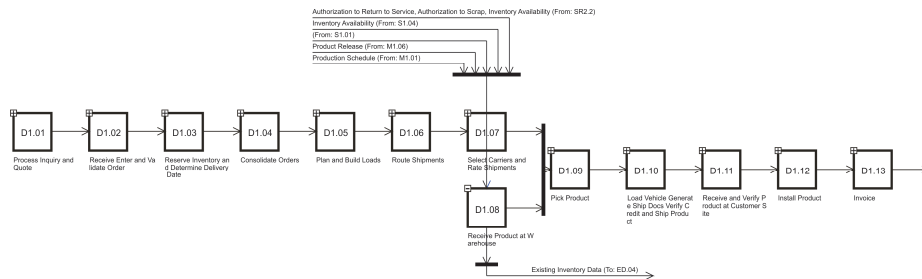 Authorization to Return to Service, Authorization to Scrap, Inventory Availability (From: SR2.2)
Inventory Availability (From: S1.04)
(From: S1.01)
Product Release (From: M1.06)
Production Schedule (From: M1.01)
D1.01
Process Inquiry and
Quote
D1.02
Receive Enter and Va
lidate Order
D1.03
Reserve Inventory an
d Determine Delivery
Date
D1.04
Consolidate Orders
D1.05
Plan and Build Loads
D1.06
Route Shipments
D1.07
Select Carriers and
Rate Shipments
D1.08
Receive Product at W
arehouse
D1.09
Pick Product
D1.10
Load Vehicle Generat
e Ship Docs Verify C
redit and Ship Produ
ct
D1.11
Receive and Verify P
roduct at Customer S
ite
D1.12
Install Product
D1.13
Invoice
Existing Inventory Data (To: ED.04)